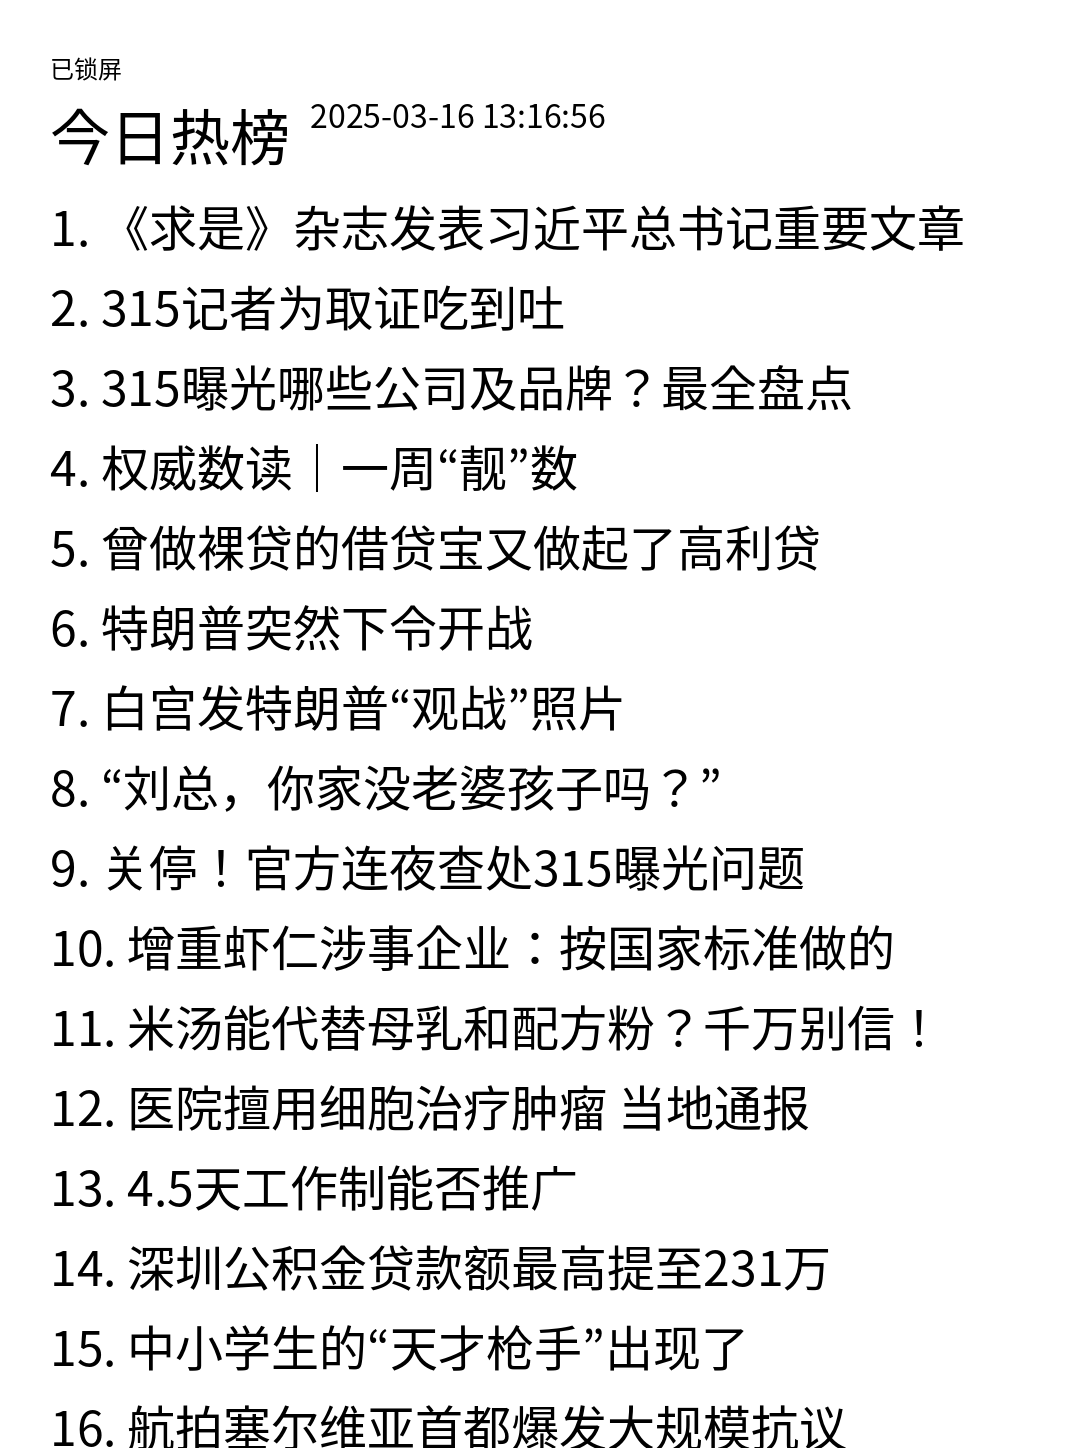 已锁屏
今日热榜 2025-03-16 13:16:56
1. 《求是》杂志发表习近平总书记重要文章
2. 315记者为取证吃到吐
3. 315曝光哪些公司及品牌？最全盘点
4. 权威数读｜一周“靓”数
5. 曾做裸贷的借贷宝又做起了高利贷
6. 特朗普突然下令开战
7. 白宫发特朗普“观战”照片
8. “刘总，你家没老婆孩子吗？”
9. 关停！官方连夜查处315曝光问题
10. 增重虾仁涉事企业：按国家标准做的
11. 米汤能代替母乳和配方粉？千万别信！
12. 医院擅用细胞治疗肿瘤 当地通报
13. 4.5天工作制能否推广
14. 深圳公积金贷款额最高提至231万
15. 中小学生的“天才枪手”出现了
16. 航拍塞尔维亚首都爆发大规模抗议